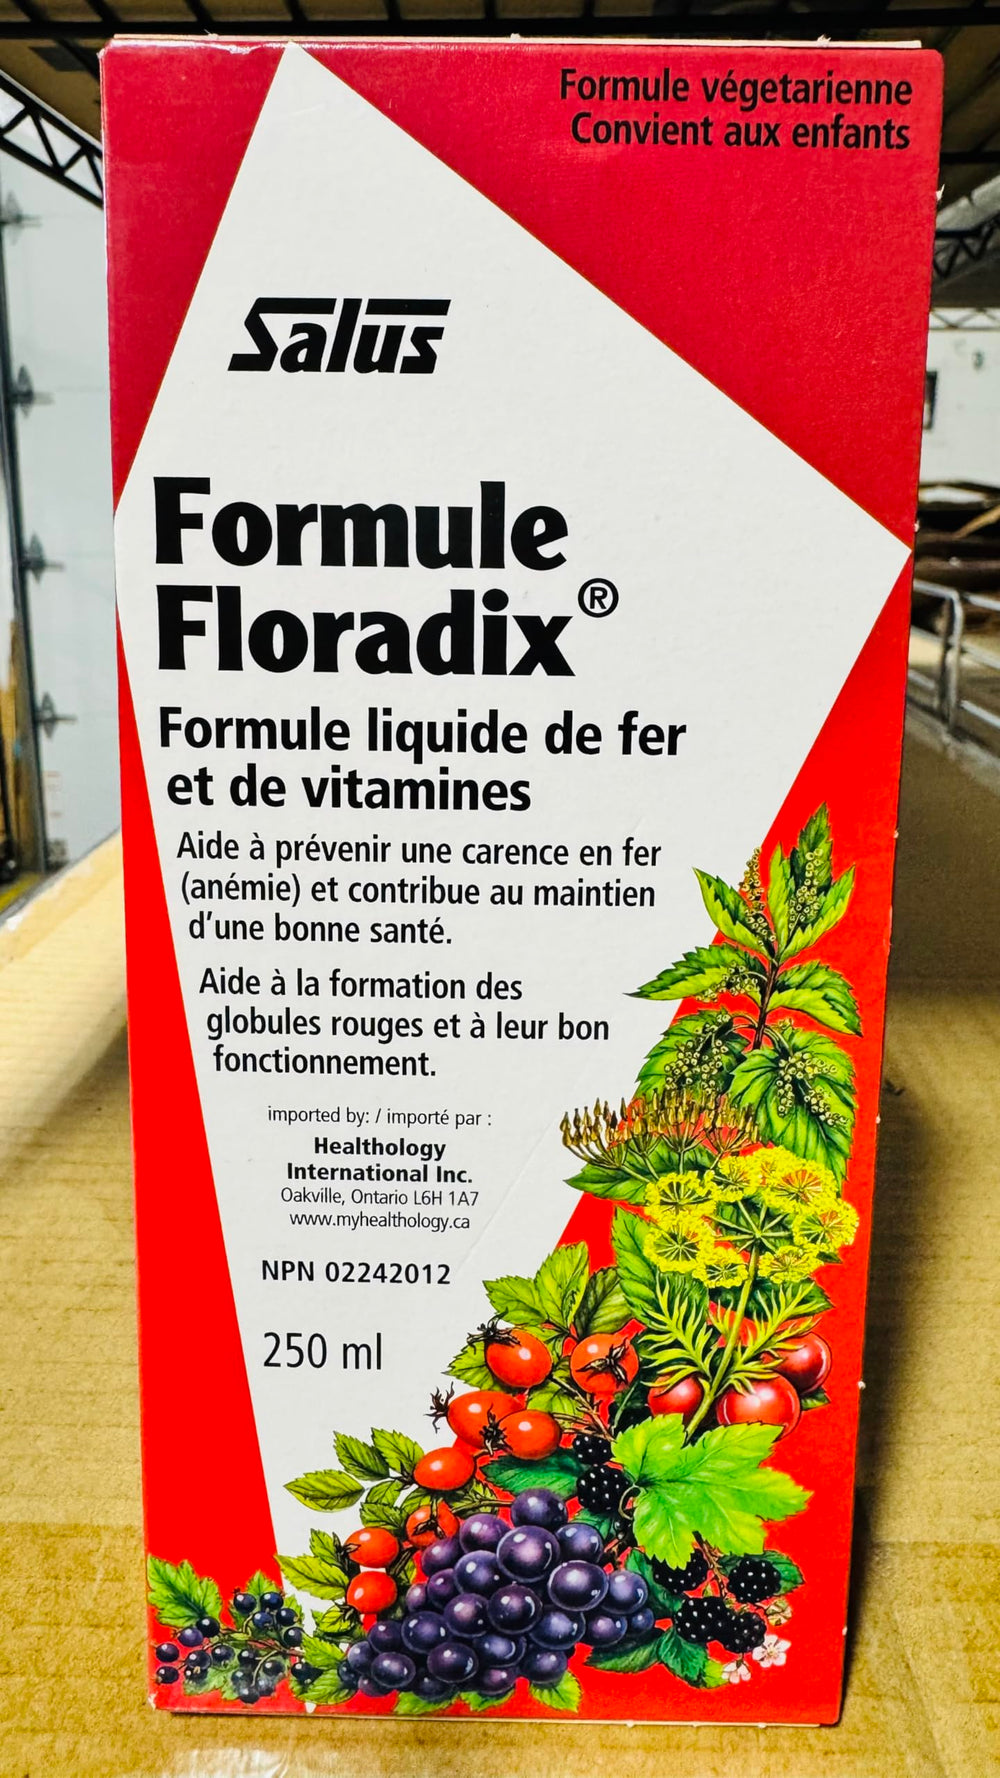 Formule végetarienne
Convient aux enfants
Salus
Formule
Floradix®
Formule liquide de fer
et de vitamines
Aide à prévenir une carence en fer
(anémie) et contribue au maintien
d'une bonne santé.
Aide à la formation des
globules rouges et à leur bon
fonctionnement.
imported by: / importé par :
Healthology
International Inc.
Oakville, Ontario L6H 1A7
www.myhealthology.ca
NPN 02242012
250 ml